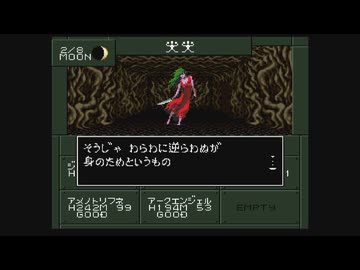 2/8
MOON
そうじゃ わらわに逆らわぬが
身のためというもの
アメノトリフネ
H242M 99
GOOD
アークエンジェル
H194M 53
GOOD
EMPTY